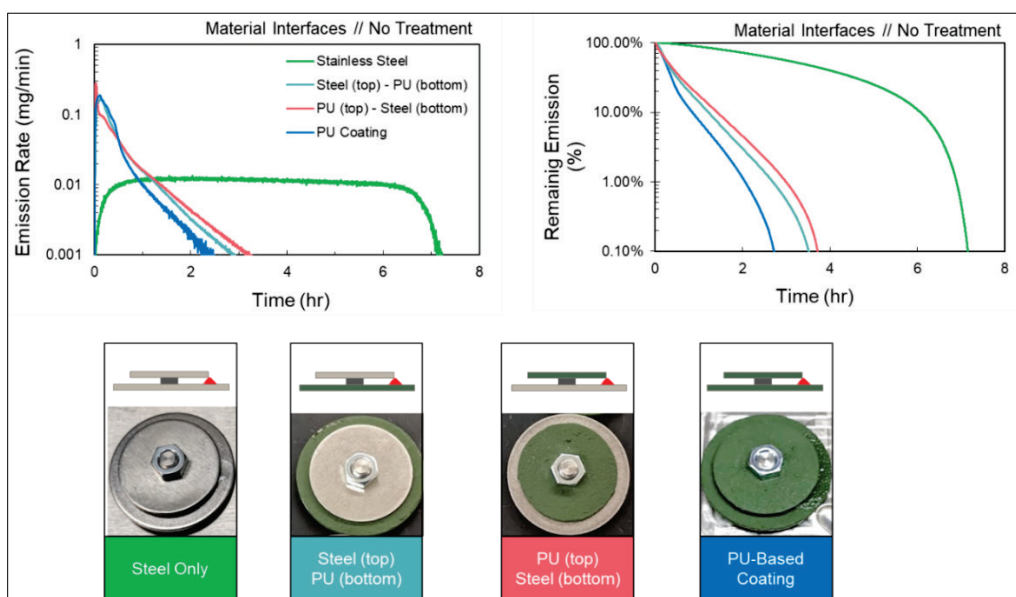 Material Interfaces // No Treatment
Emission Rate (mg/min)
1
0.1
0.01
0.001
Stainless Steel
Steel (top) - PU (bottom)
PU (top) - Steel (bottom)
PU Coating
0
2
4
6
8
Time (hr)
Material Interfaces // No Treatment
Remainig Emission
(%)
100.00%
10.00%
1.00%
0.10%
0
2
4
6
8
Time (hr)
Steel Only
Steel (top)
PU (bottom)
PU (top)
Steel (bottom)
PU-Based
Coating